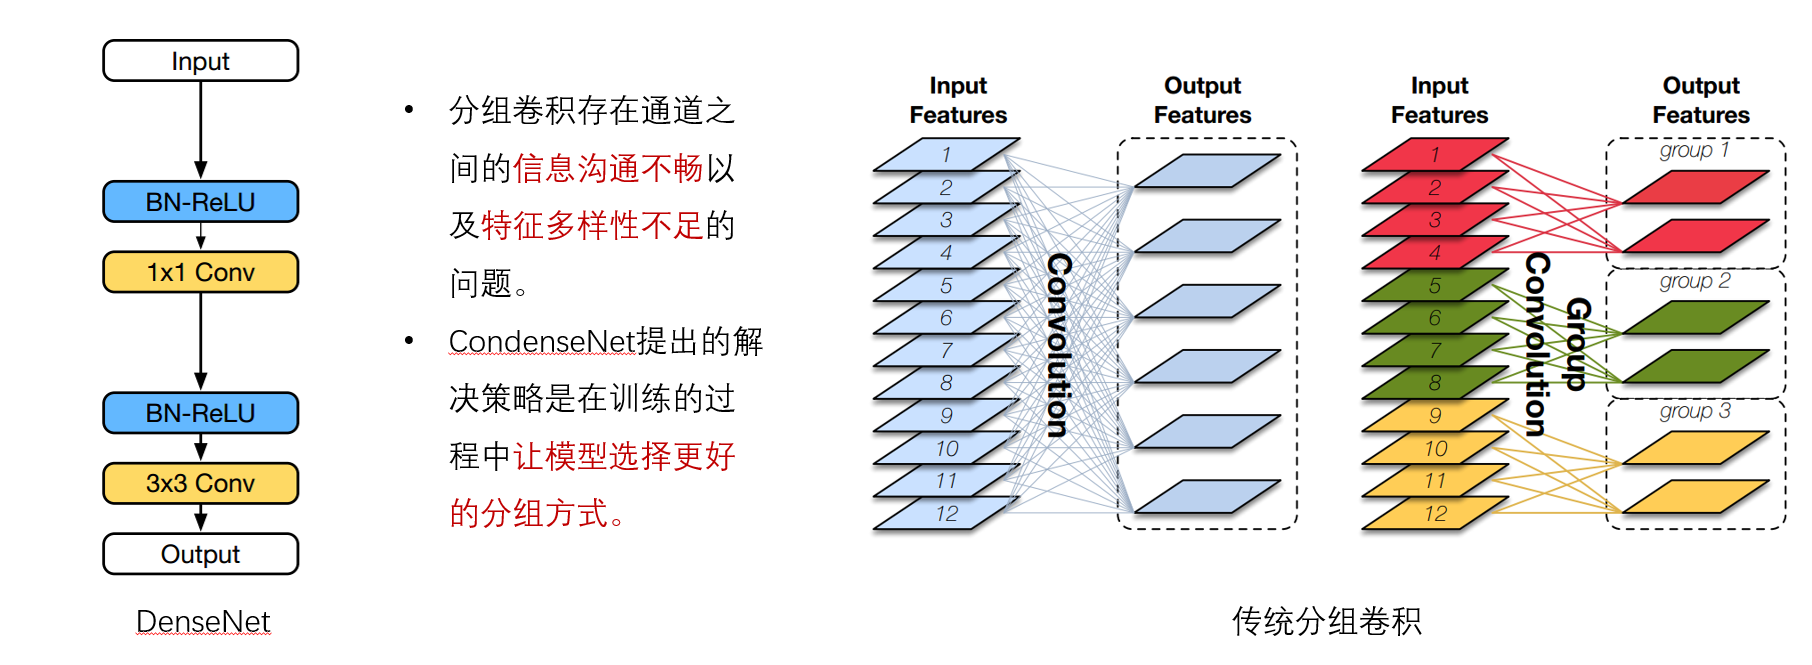 Input
BN-ReLU
1x1 Conv
BN-ReLU
3x3 Conv
Output
DenseNet
• 分组卷积存在通道之
间的信息沟通不畅以
及特征多样性不足的
问题。
• CondenseNet提出的解
决策略是在训练的过
程中让模型选择更好
的分组方式。
Input
Features
1
2
3
4
5
6
7
8
9
10
11
12
Convolution
Output
Features
Input
Features
1
2
3
4
5
6
7
8
9
10
11
12
Group
Convolution
Output
Features
group 1
group 2
group 3
传统分组卷积